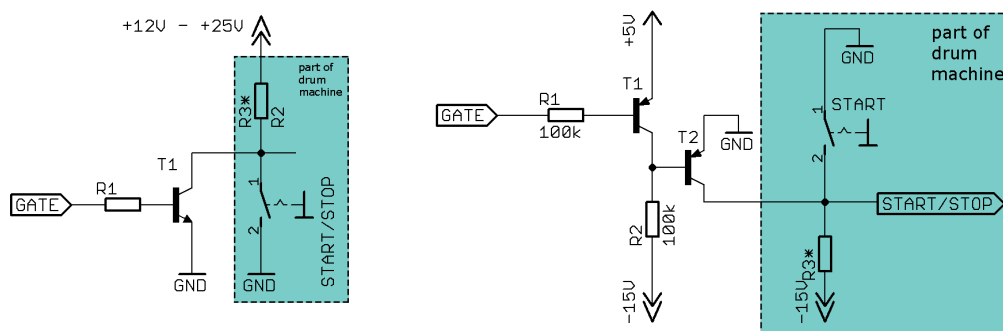 +12V - +25V
part of
drum
machine
R3*
R2
T1
R1
GATE
1
2
START/STOP
GND
GND
+5V
part of
drum
machine
GND
T1
R1
GATE
100k
1
START
T2
GND
2
START/STOP
R2
100k
R3*
-15V
-15V